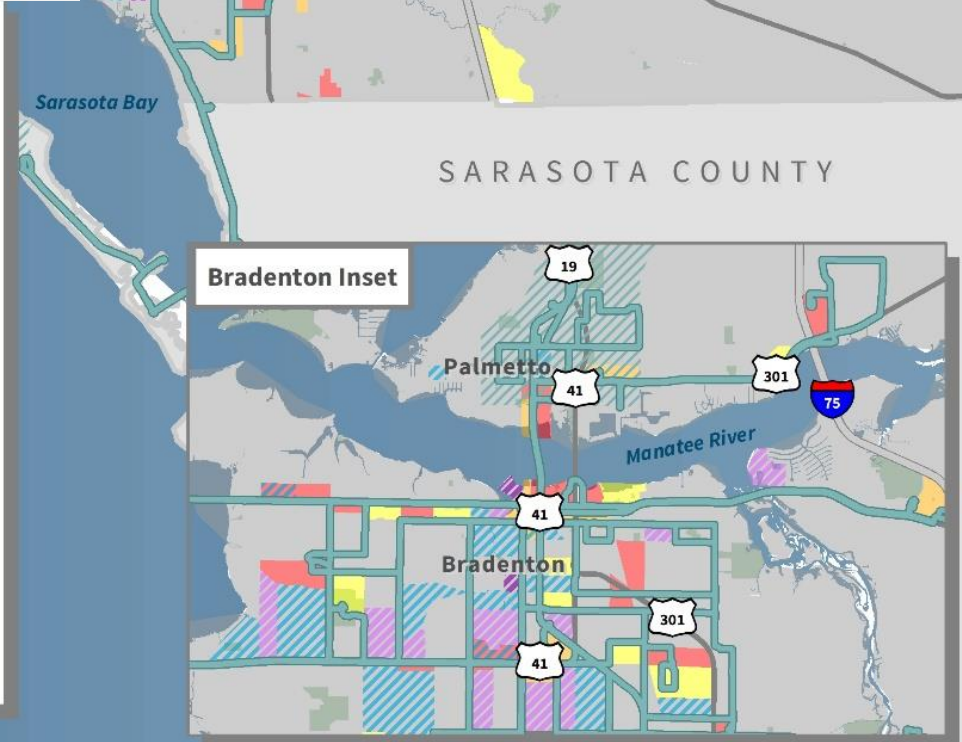 Sarasota Bay
SARASOTA COUNTY
Bradenton Inset
19
Palmetto
41
301
75
Manatee River
41
Bradenton
301
41